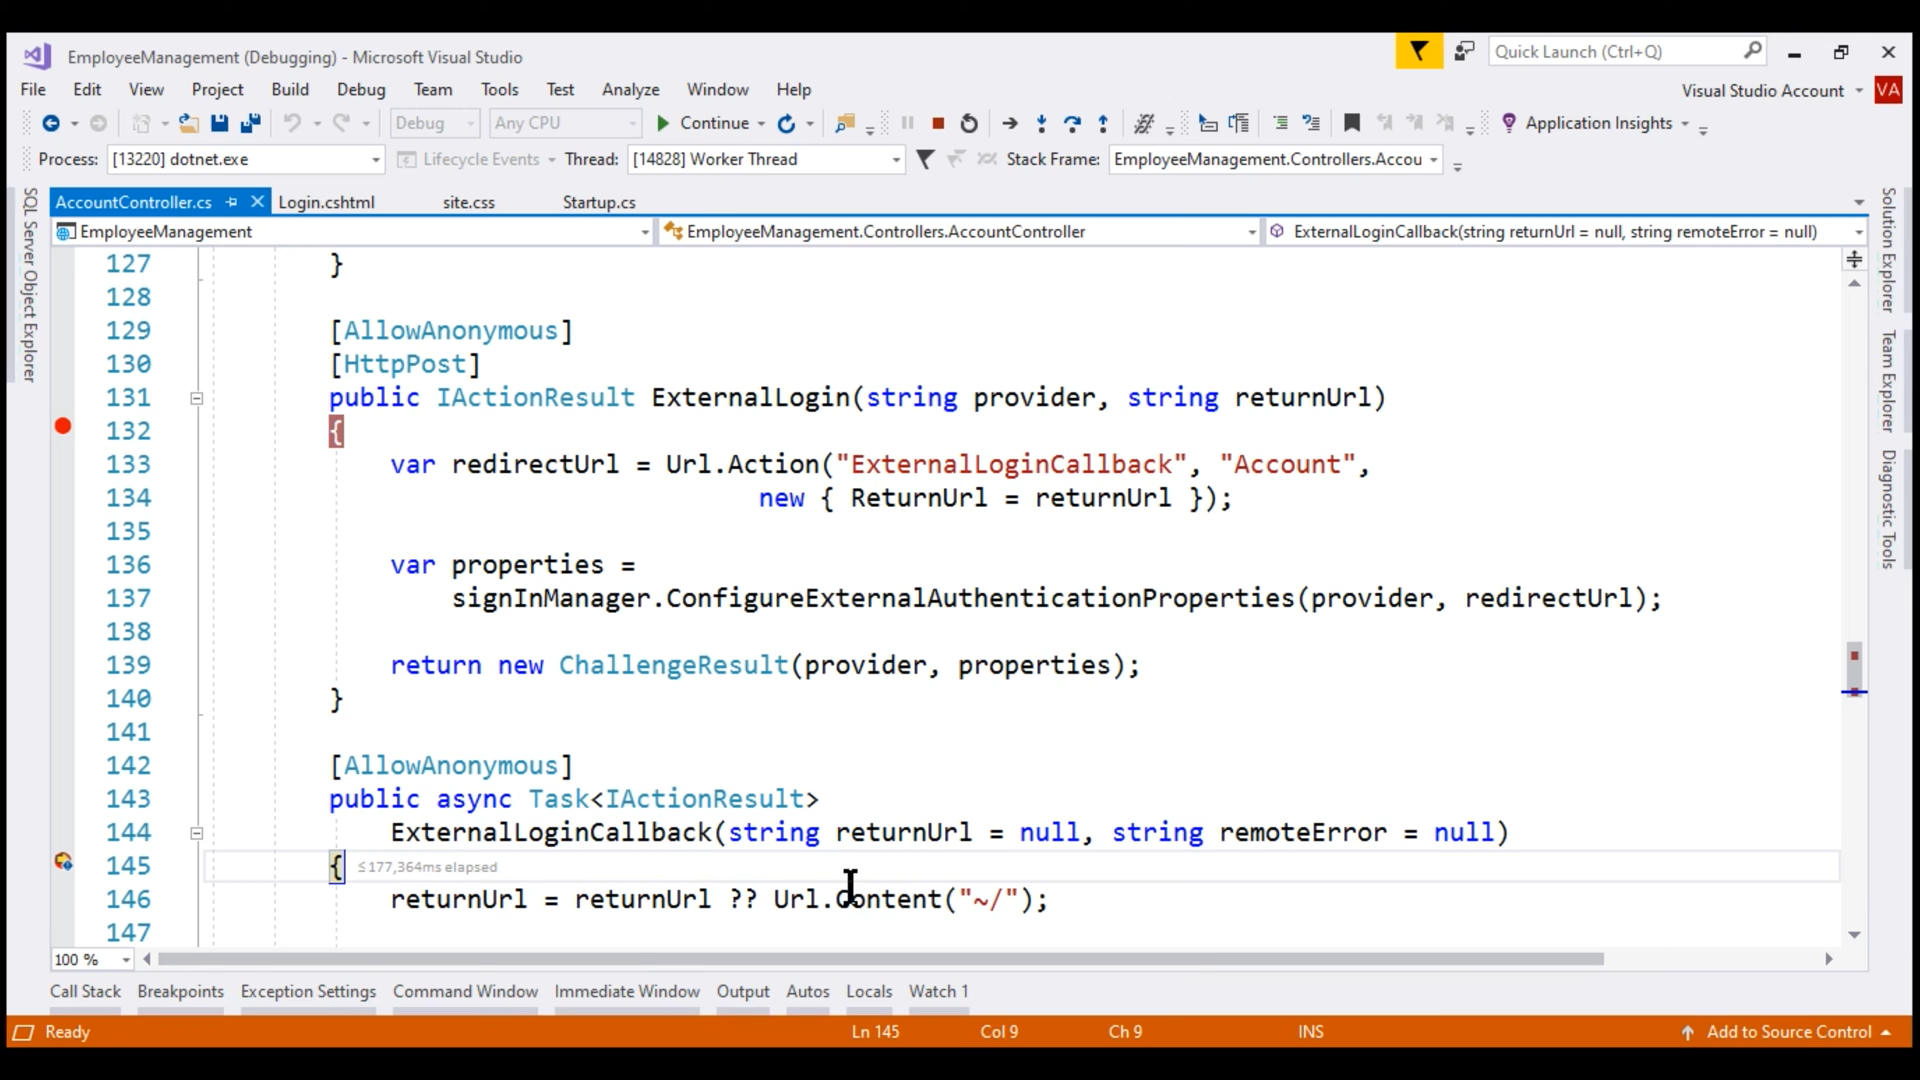 EmployeeManagement (Debugging) - Microsoft Visual Studio
Quick Launch (Ctrl+Q)
File Edit View Project Build Debug Team Tools Test Analyze Window Help
Visual Studio Account VA
Debug Any CPU Continue Application Insights
Process: [13220] dotnet.exe Lifecycle Events Thread: [14828] Worker Thread Stack Frame: EmployeeManagement.Controllers.Accou
SQL Server Object Explorer
AccountController.cs Login.cshtml site.css Startup.cs
EmployeeManagement EmployeeManagement.Controllers.AccountController ExternalLoginCallback(string returnUrl = null, string remoteError = null)
127 }
128
129 [AllowAnonymous]
130 [HttpPost]
131 public IActionResult ExternalLogin(string provider, string returnUrl)
132 {
133 var redirectUrl = Url.Action("ExternalLoginCallback", "Account",
134 new { ReturnUrl = returnUrl });
135
136 var properties =
137 signInManager.ConfigureExternalAuthenticationProperties(provider, redirectUrl);
138
139 return new ChallengeResult(provider, properties);
140 }
141
142 [AllowAnonymous]
143 public async Task<IActionResult>
144 ExternalLoginCallback(string returnUrl = null, string remoteError = null)
145 { ≤177,364ms elapsed
146 returnUrl = returnUrl ?? Url.Content("~/");
147
100 %
Solution Explorer
Team Explorer
Diagnostic Tools
Call Stack Breakpoints Exception Settings Command Window Immediate Window Output Autos Locals Watch 1
Ready Ln 145 Col 9 Ch 9 INS Add to Source Control